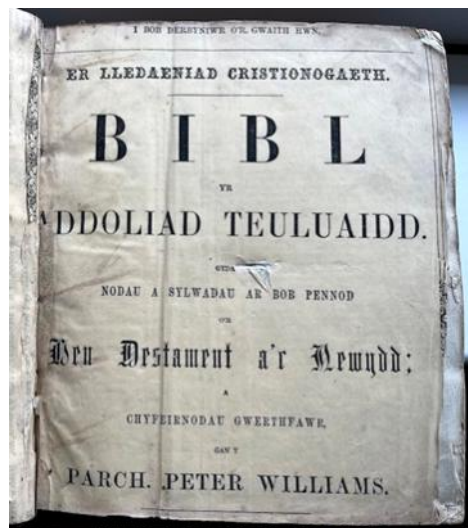 I BOB DERBYNIWR O'R GWAITH HWN.
ER LLEDAENIAD CRISTIONOGAETH.
BIBL
YR
ADDOLIAD TEULUAIDD.
GYDA
NODAU A SYLWADAU AR BOB PENNOD
O'R
Hen Destament a'r Newydd;
A
CHYFEIRNODAU GWERTHFAWR,
GAN Y
PARCH. PETER WILLIAMS.